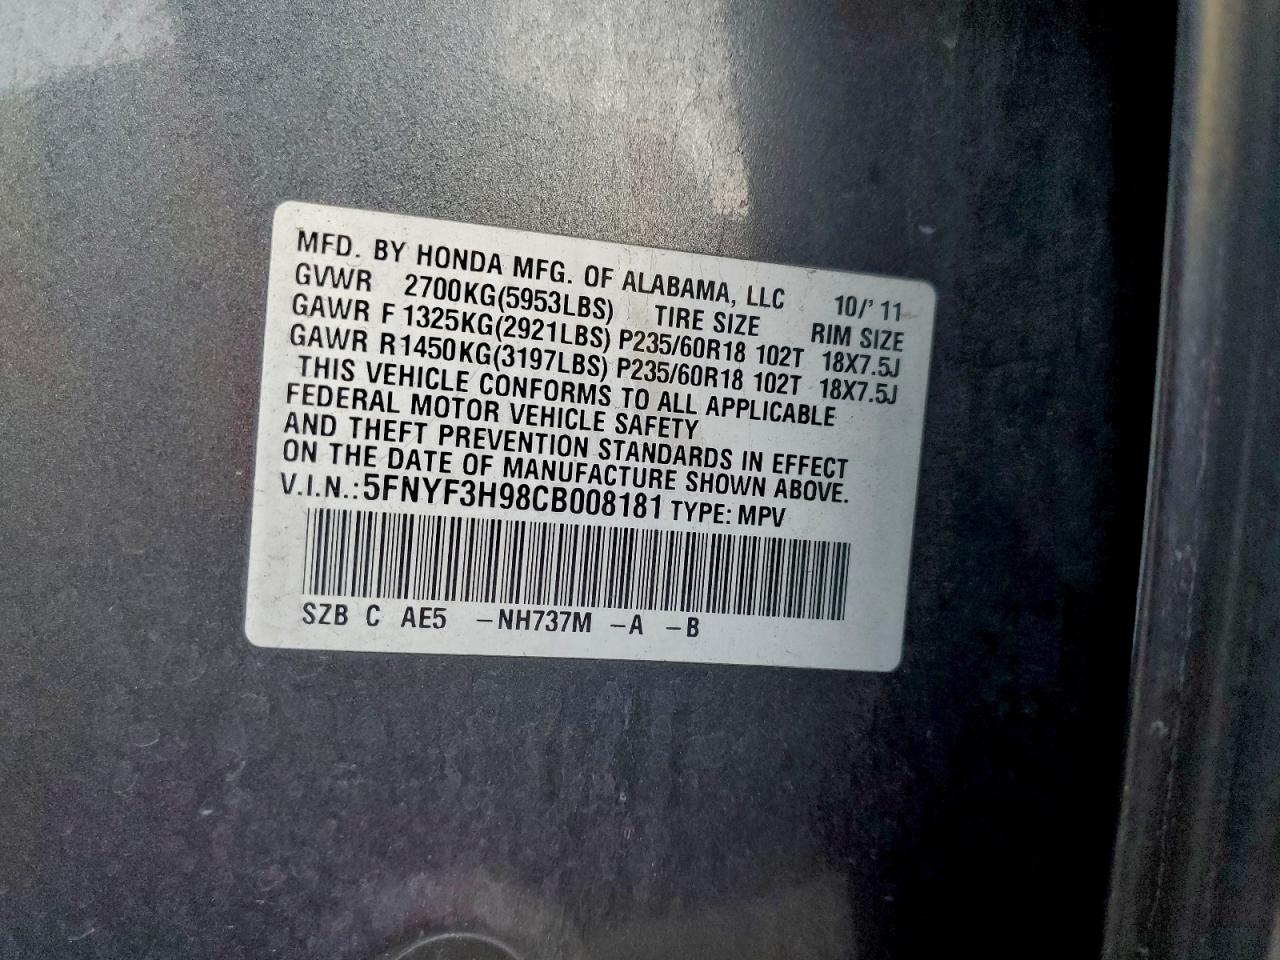 MFD. BY HONDA MFG. OF ALABAMA, LLC 10/' 11
GVWR 2700KG(5953LBS) TIRE SIZE RIM SIZE
GAWR F 1325KG(2921LBS) P235/60R18 102T 18X7.5J
GAWR R1450KG(3197LBS) P235/60R18 102T 18X7.5J
THIS VEHICLE CONFORMS TO ALL APPLICABLE
FEDERAL MOTOR VEHICLE SAFETY
AND THEFT PREVENTION STANDARDS IN EFFECT
ON THE DATE OF MANUFACTURE SHOWN ABOVE.
V.I.N.:5FNYF3H98CB008181 TYPE: MPV
SZB C AE5 -NH737M -A -B